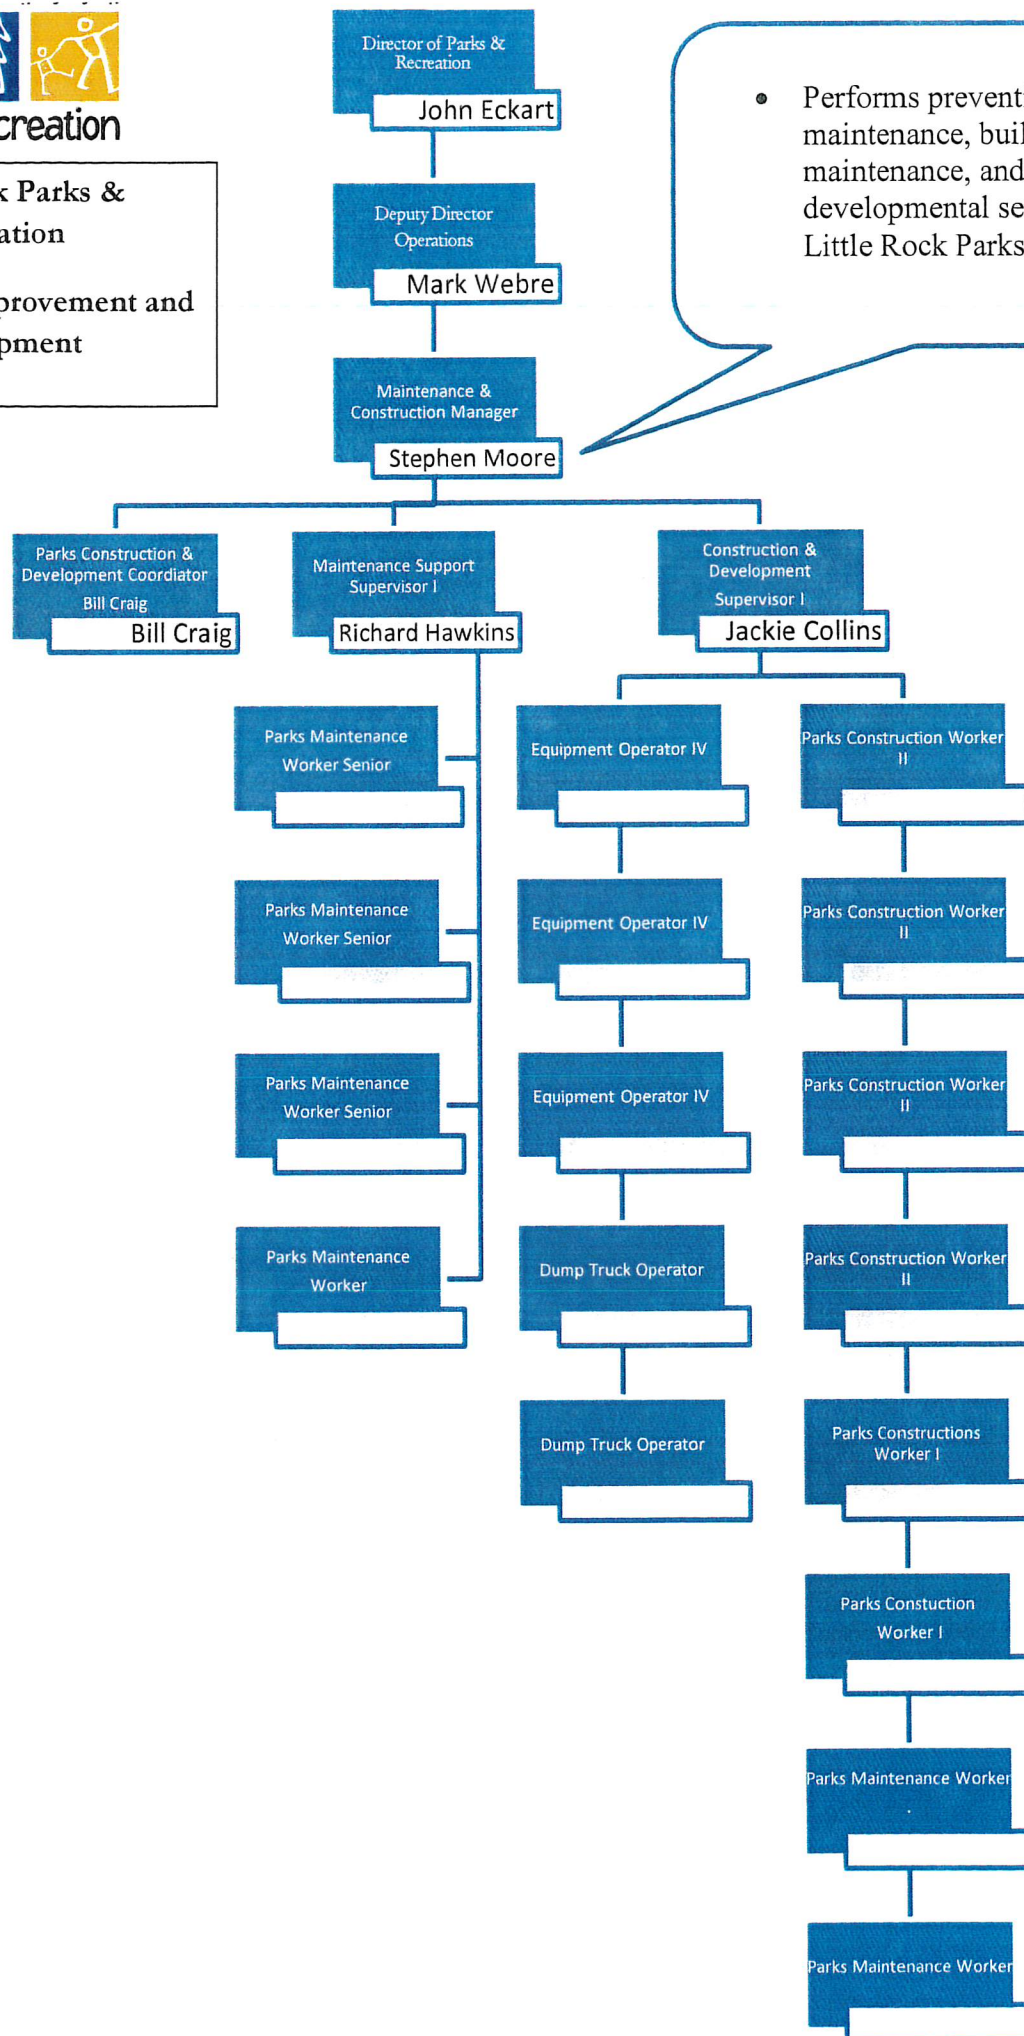 creation
k Parks &
ation
provement and
pment
Director of Parks &
Recreation
John Eckart
Performs prevent
maintenance, buil
maintenance, and
developmental se
Little Rock Parks
Deputy Director
Operations
Mark Webre
Maintenance &
Construction Manager
Stephen Moore
Parks Construction &
Development Coordiator
Bill Craig
Bill Craig
Maintenance Support
Supervisor I
Richard Hawkins
Construction &
Development
Supervisor I
Jackie Collins
Parks Maintenance
Worker Senior
Parks Maintenance
Worker Senior
Parks Maintenance
Worker Senior
Parks Maintenance
Worker
Equipment Operator IV
Equipment Operator IV
Equipment Operator IV
Dump Truck Operator
Dump Truck Operator
Parks Construction Worker
II
Parks Construction Worker
II
Parks Construction Worker
II
Parks Construction Worker
II
Parks Constructions
Worker I
Parks Constuction
Worker I
Parks Maintenance Worker
.
Parks Maintenance Worker